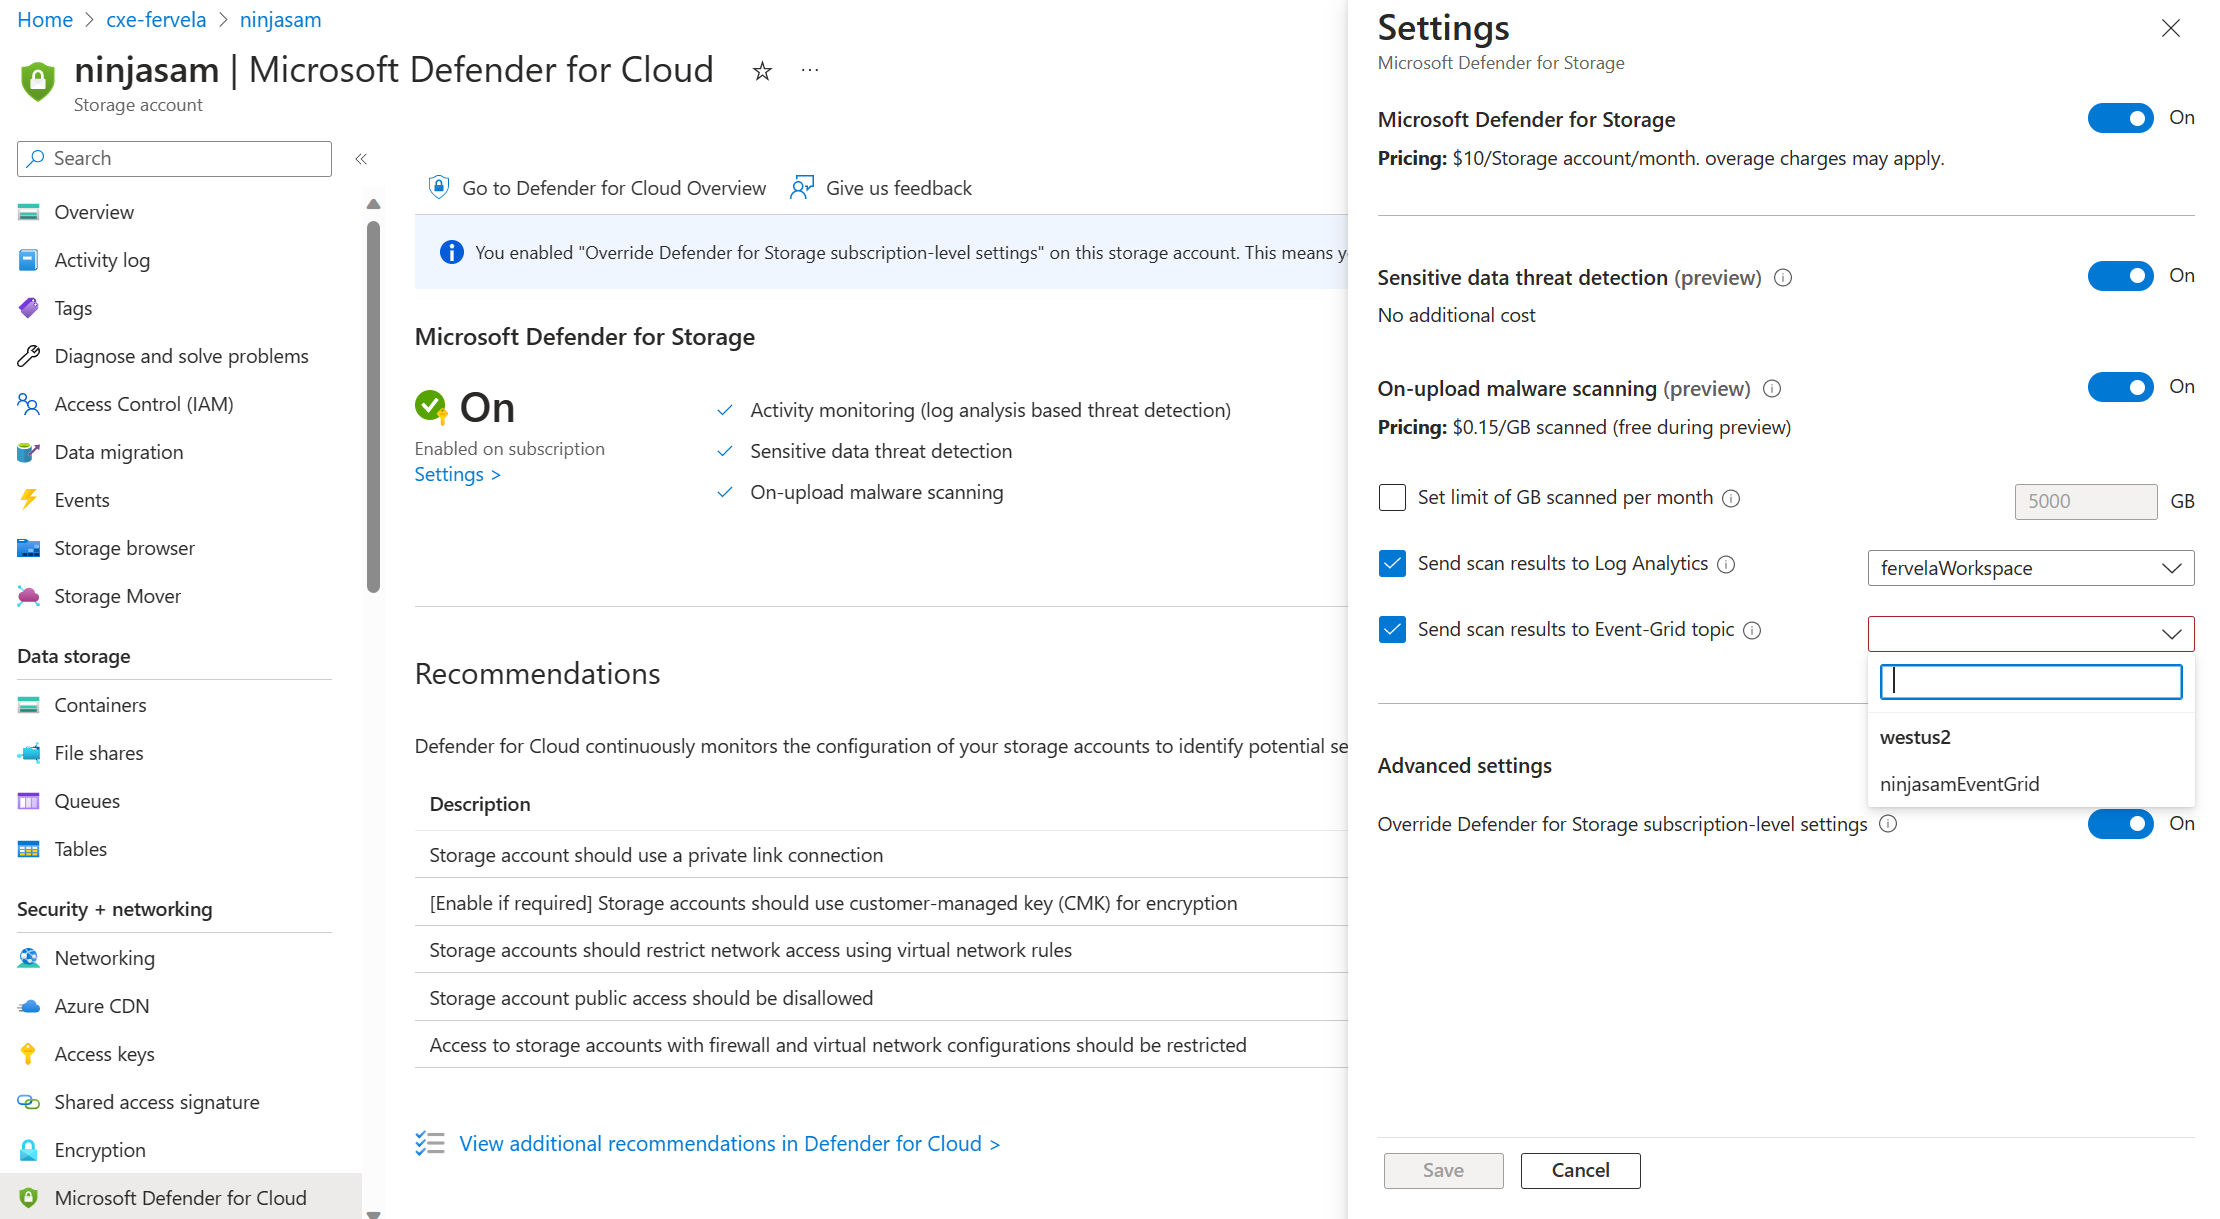 Home > cxe-fervela > ninjasam
ninjasam | Microsoft Defender for Cloud
Storage account
Search
Overview
Activity log
Tags
Diagnose and solve problems
Access Control (IAM)
Data migration
Events
Storage browser
Storage Mover
Data storage
Containers
File shares
Queues
Tables
Security + networking
Networking
Azure CDN
Access keys
Shared access signature
Encryption
Microsoft Defender for Cloud
Go to Defender for Cloud Overview
Give us feedback
You enabled "Override Defender for Storage subscription-level settings" on this storage account. This means y
Microsoft Defender for Storage
On
Enabled on subscription
Settings >
Activity monitoring (log analysis based threat detection)
Sensitive data threat detection
On-upload malware scanning
Recommendations
Defender for Cloud continuously monitors the configuration of your storage accounts to identify potential se
Description
Storage account should use a private link connection
[Enable if required] Storage accounts should use customer-managed key (CMK) for encryption
Storage accounts should restrict network access using virtual network rules
Storage account public access should be disallowed
Access to storage accounts with firewall and virtual network configurations should be restricted
View additional recommendations in Defender for Cloud >
Settings
Microsoft Defender for Storage
Microsoft Defender for Storage
On
Pricing: $10/Storage account/month. overage charges may apply.
Sensitive data threat detection (preview)
On
No additional cost
On-upload malware scanning (preview)
On
Pricing: $0.15/GB scanned (free during preview)
Set limit of GB scanned per month
5000 GB
Send scan results to Log Analytics
fervelaWorkspace
Send scan results to Event-Grid topic
westus2
ninjasamEventGrid
Advanced settings
Override Defender for Storage subscription-level settings
On
Save
Cancel